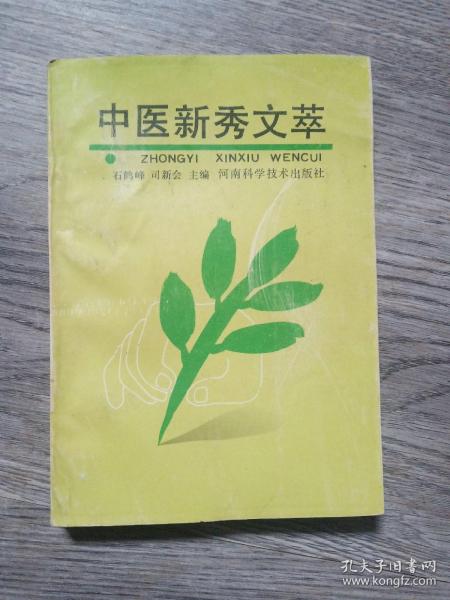 中医新秀文萃
ZHONGYI XINXIU WENCUI
石鹤峰 司新会 主编 河南科学技术出版社
孔夫子旧书网
www.kongfz.com